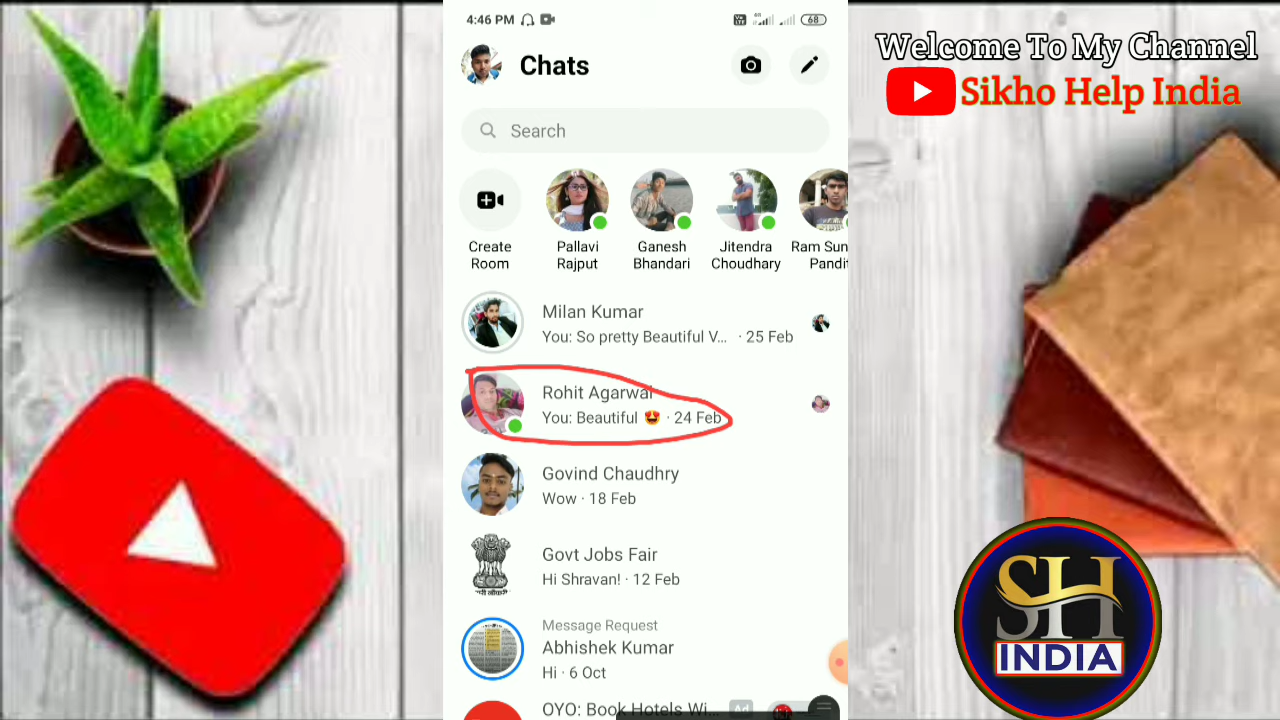 4:46 PM
4G
68
Chats
Search
Create
Room
Pallavi
Rajput
Ganesh
Bhandari
Jitendra
Choudhary
Ram Sun
Pandit
Milan Kumar
You: So pretty Beautiful V... · 25 Feb
Rohit Agarwal
You: Beautiful 🤩 · 24 Feb
Govind Chaudhry
Wow · 18 Feb
Govt Jobs Fair
Hi Shravan! · 12 Feb
Message Request
Abhishek Kumar
Hi · 6 Oct
OYO: Book Hotels Wi... Ad
Welcome To My Channel
Sikho Help India
SH
INDIA